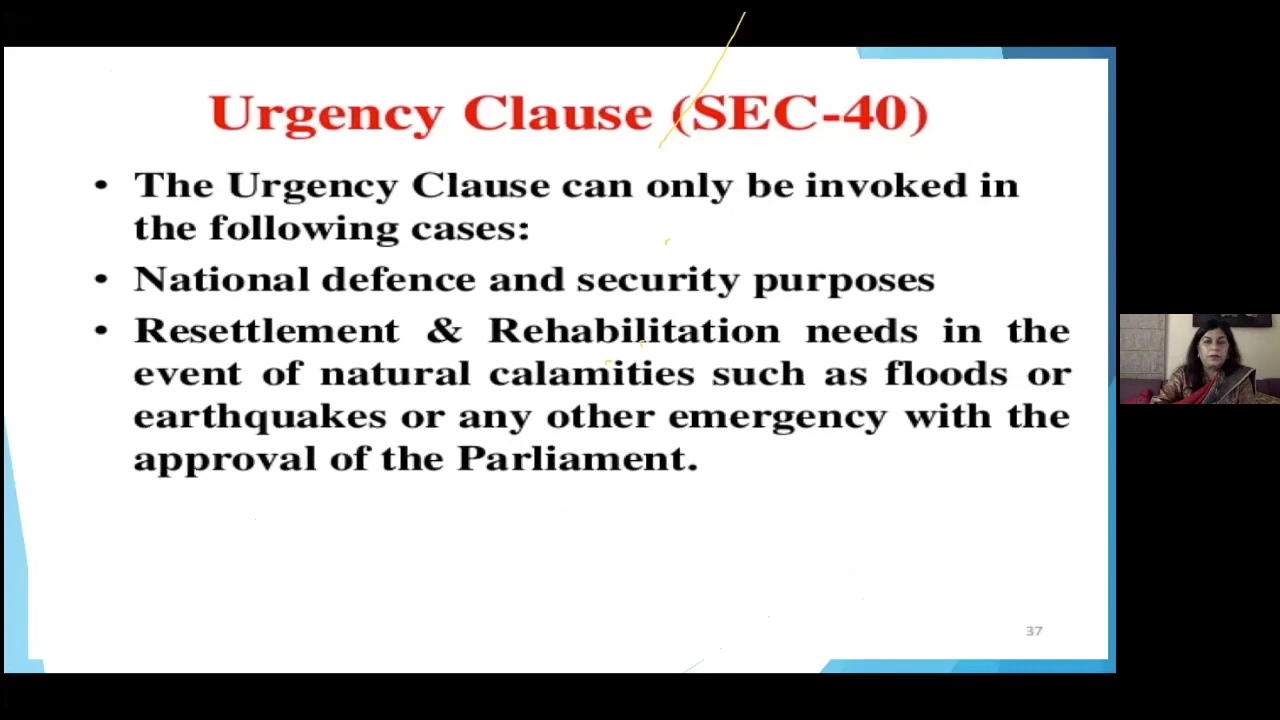 Urgency Clause (SEC-40)
• The Urgency Clause can only be invoked in
the following cases:
• National defence and security purposes
• Resettlement & Rehabilitation needs in the
event of natural calamities such as floods or
earthquakes or any other emergency with the
approval of the Parliament.
37